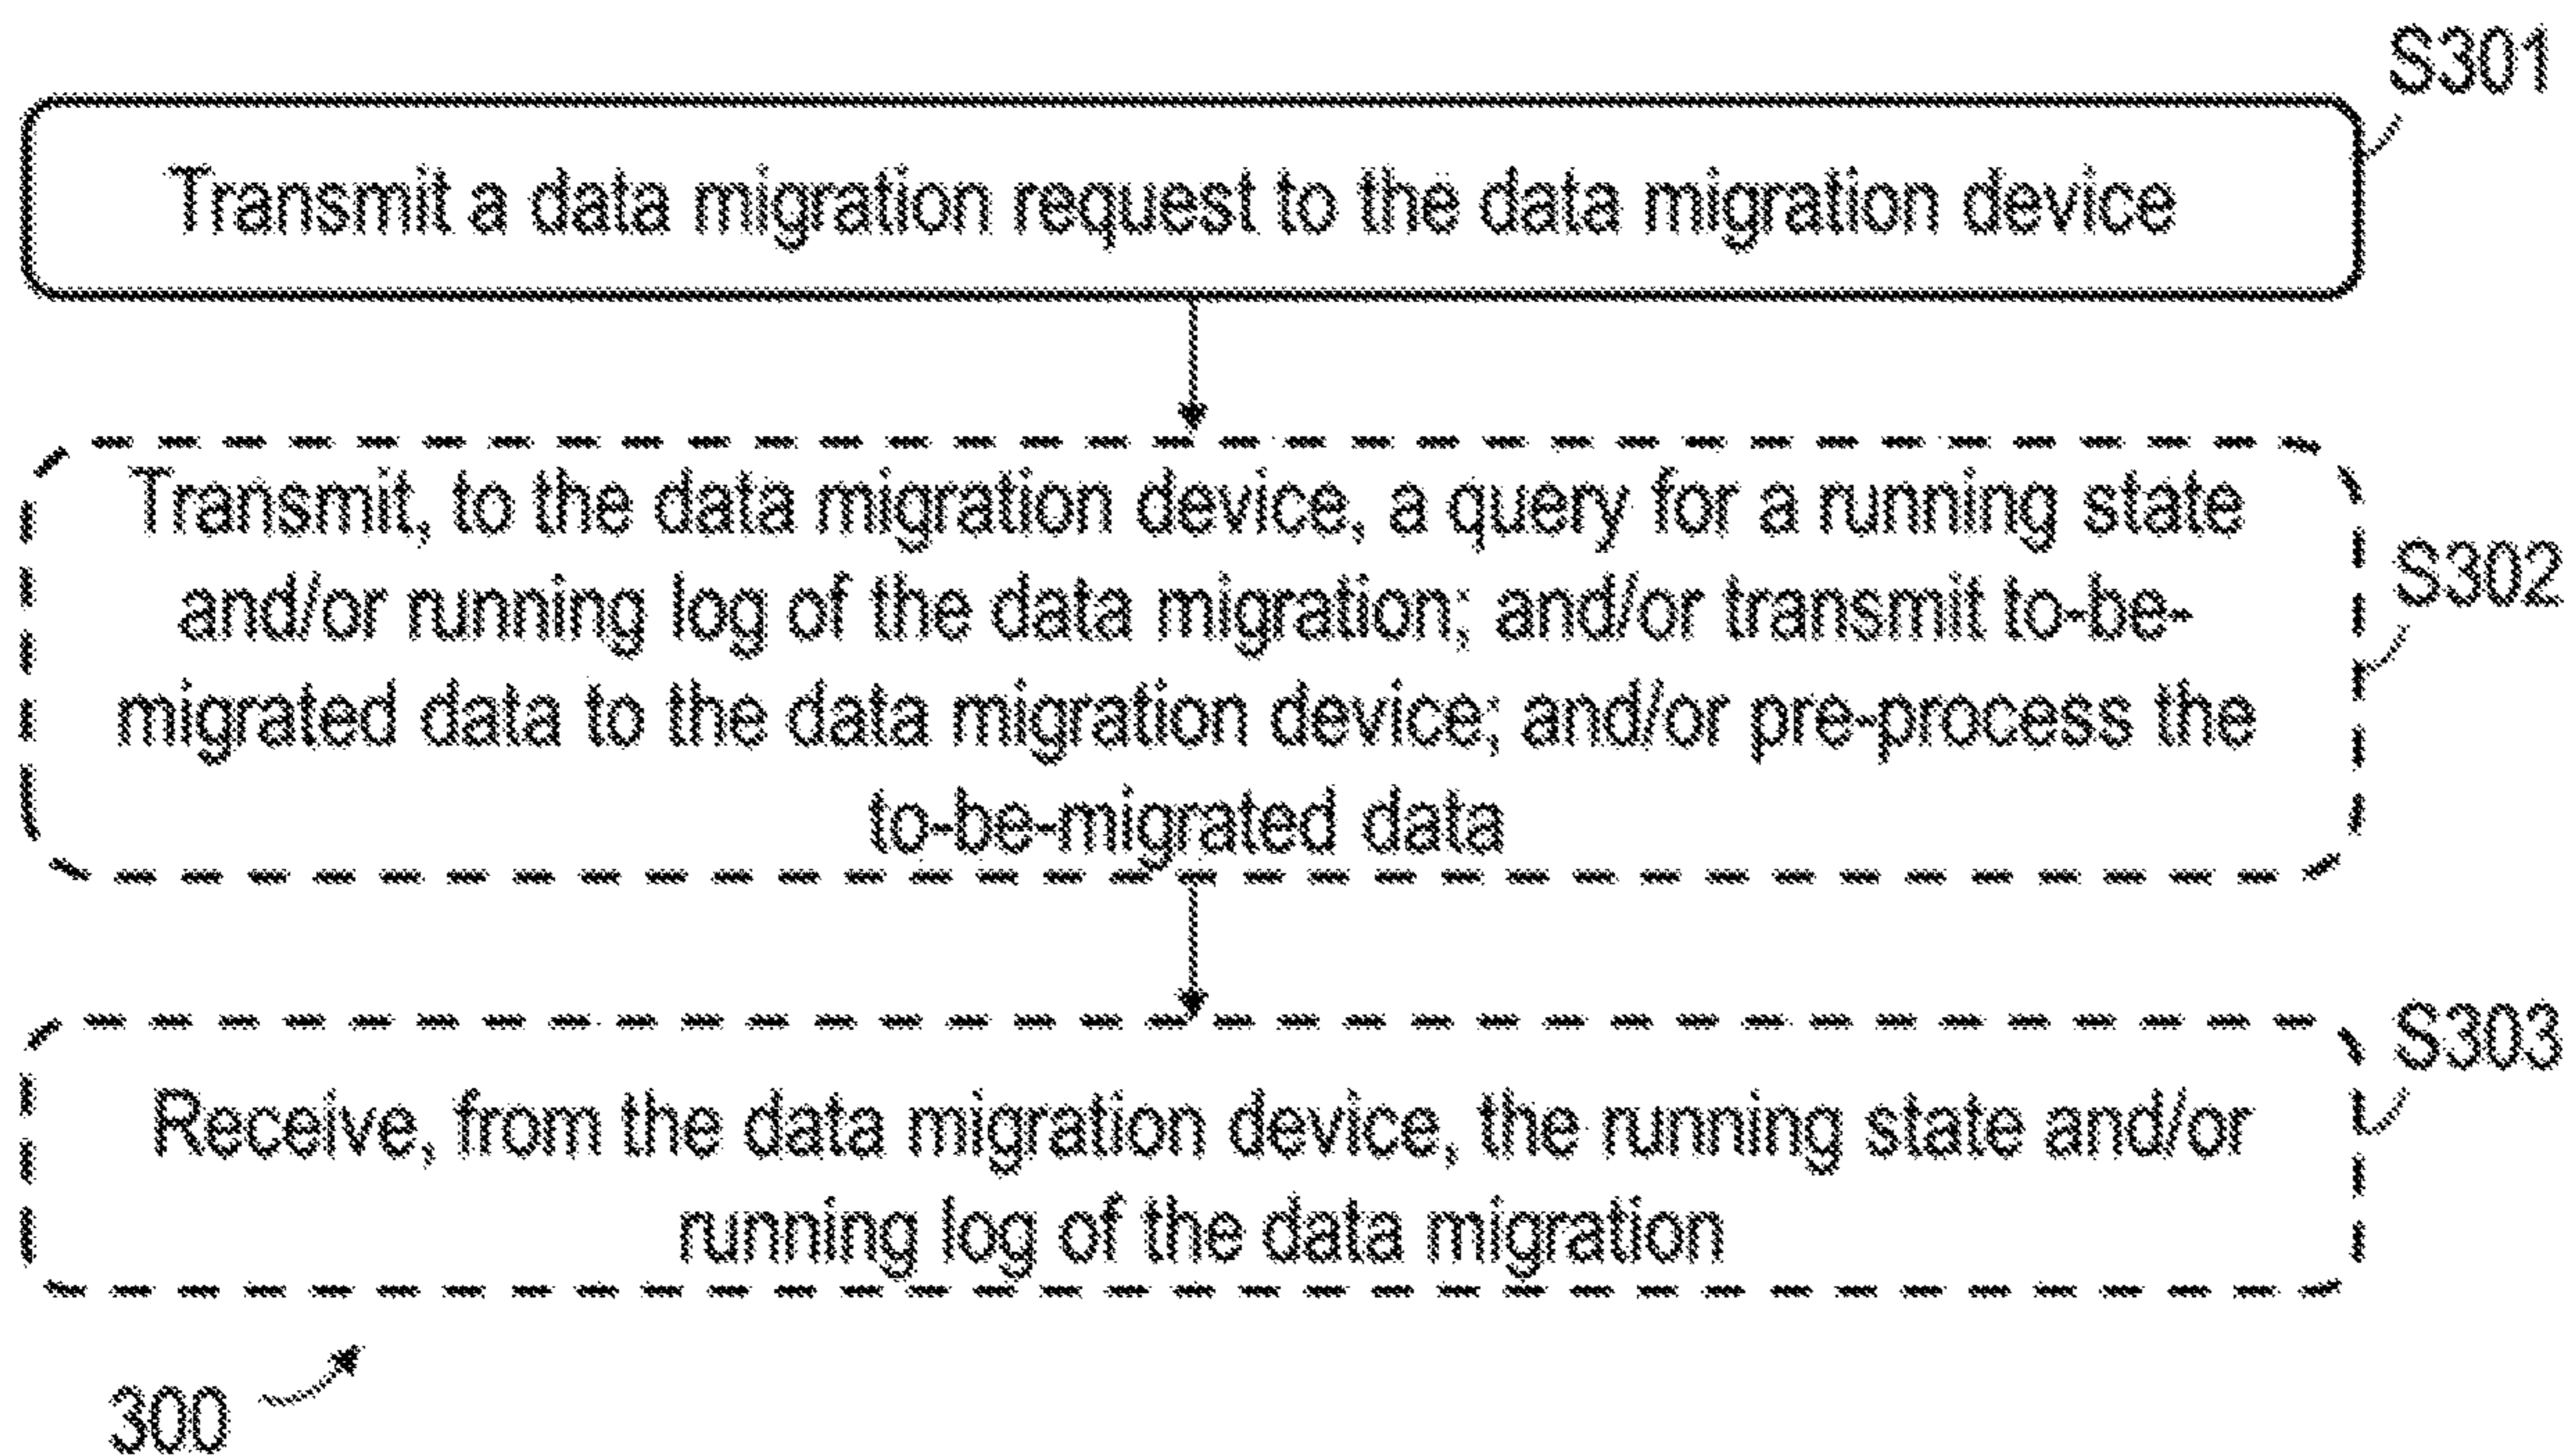 S301
Transmit a data migration request to the data migration device
Transmit, to the data migration device, a query for a running state
and/or running log of the data migration; and/or transmit to-be-
migrated data to the data migration device; and/or pre-process the
to-be-migrated data
S302
S303
Receive, from the data migration device, the running state and/or
running log of the data migration
300